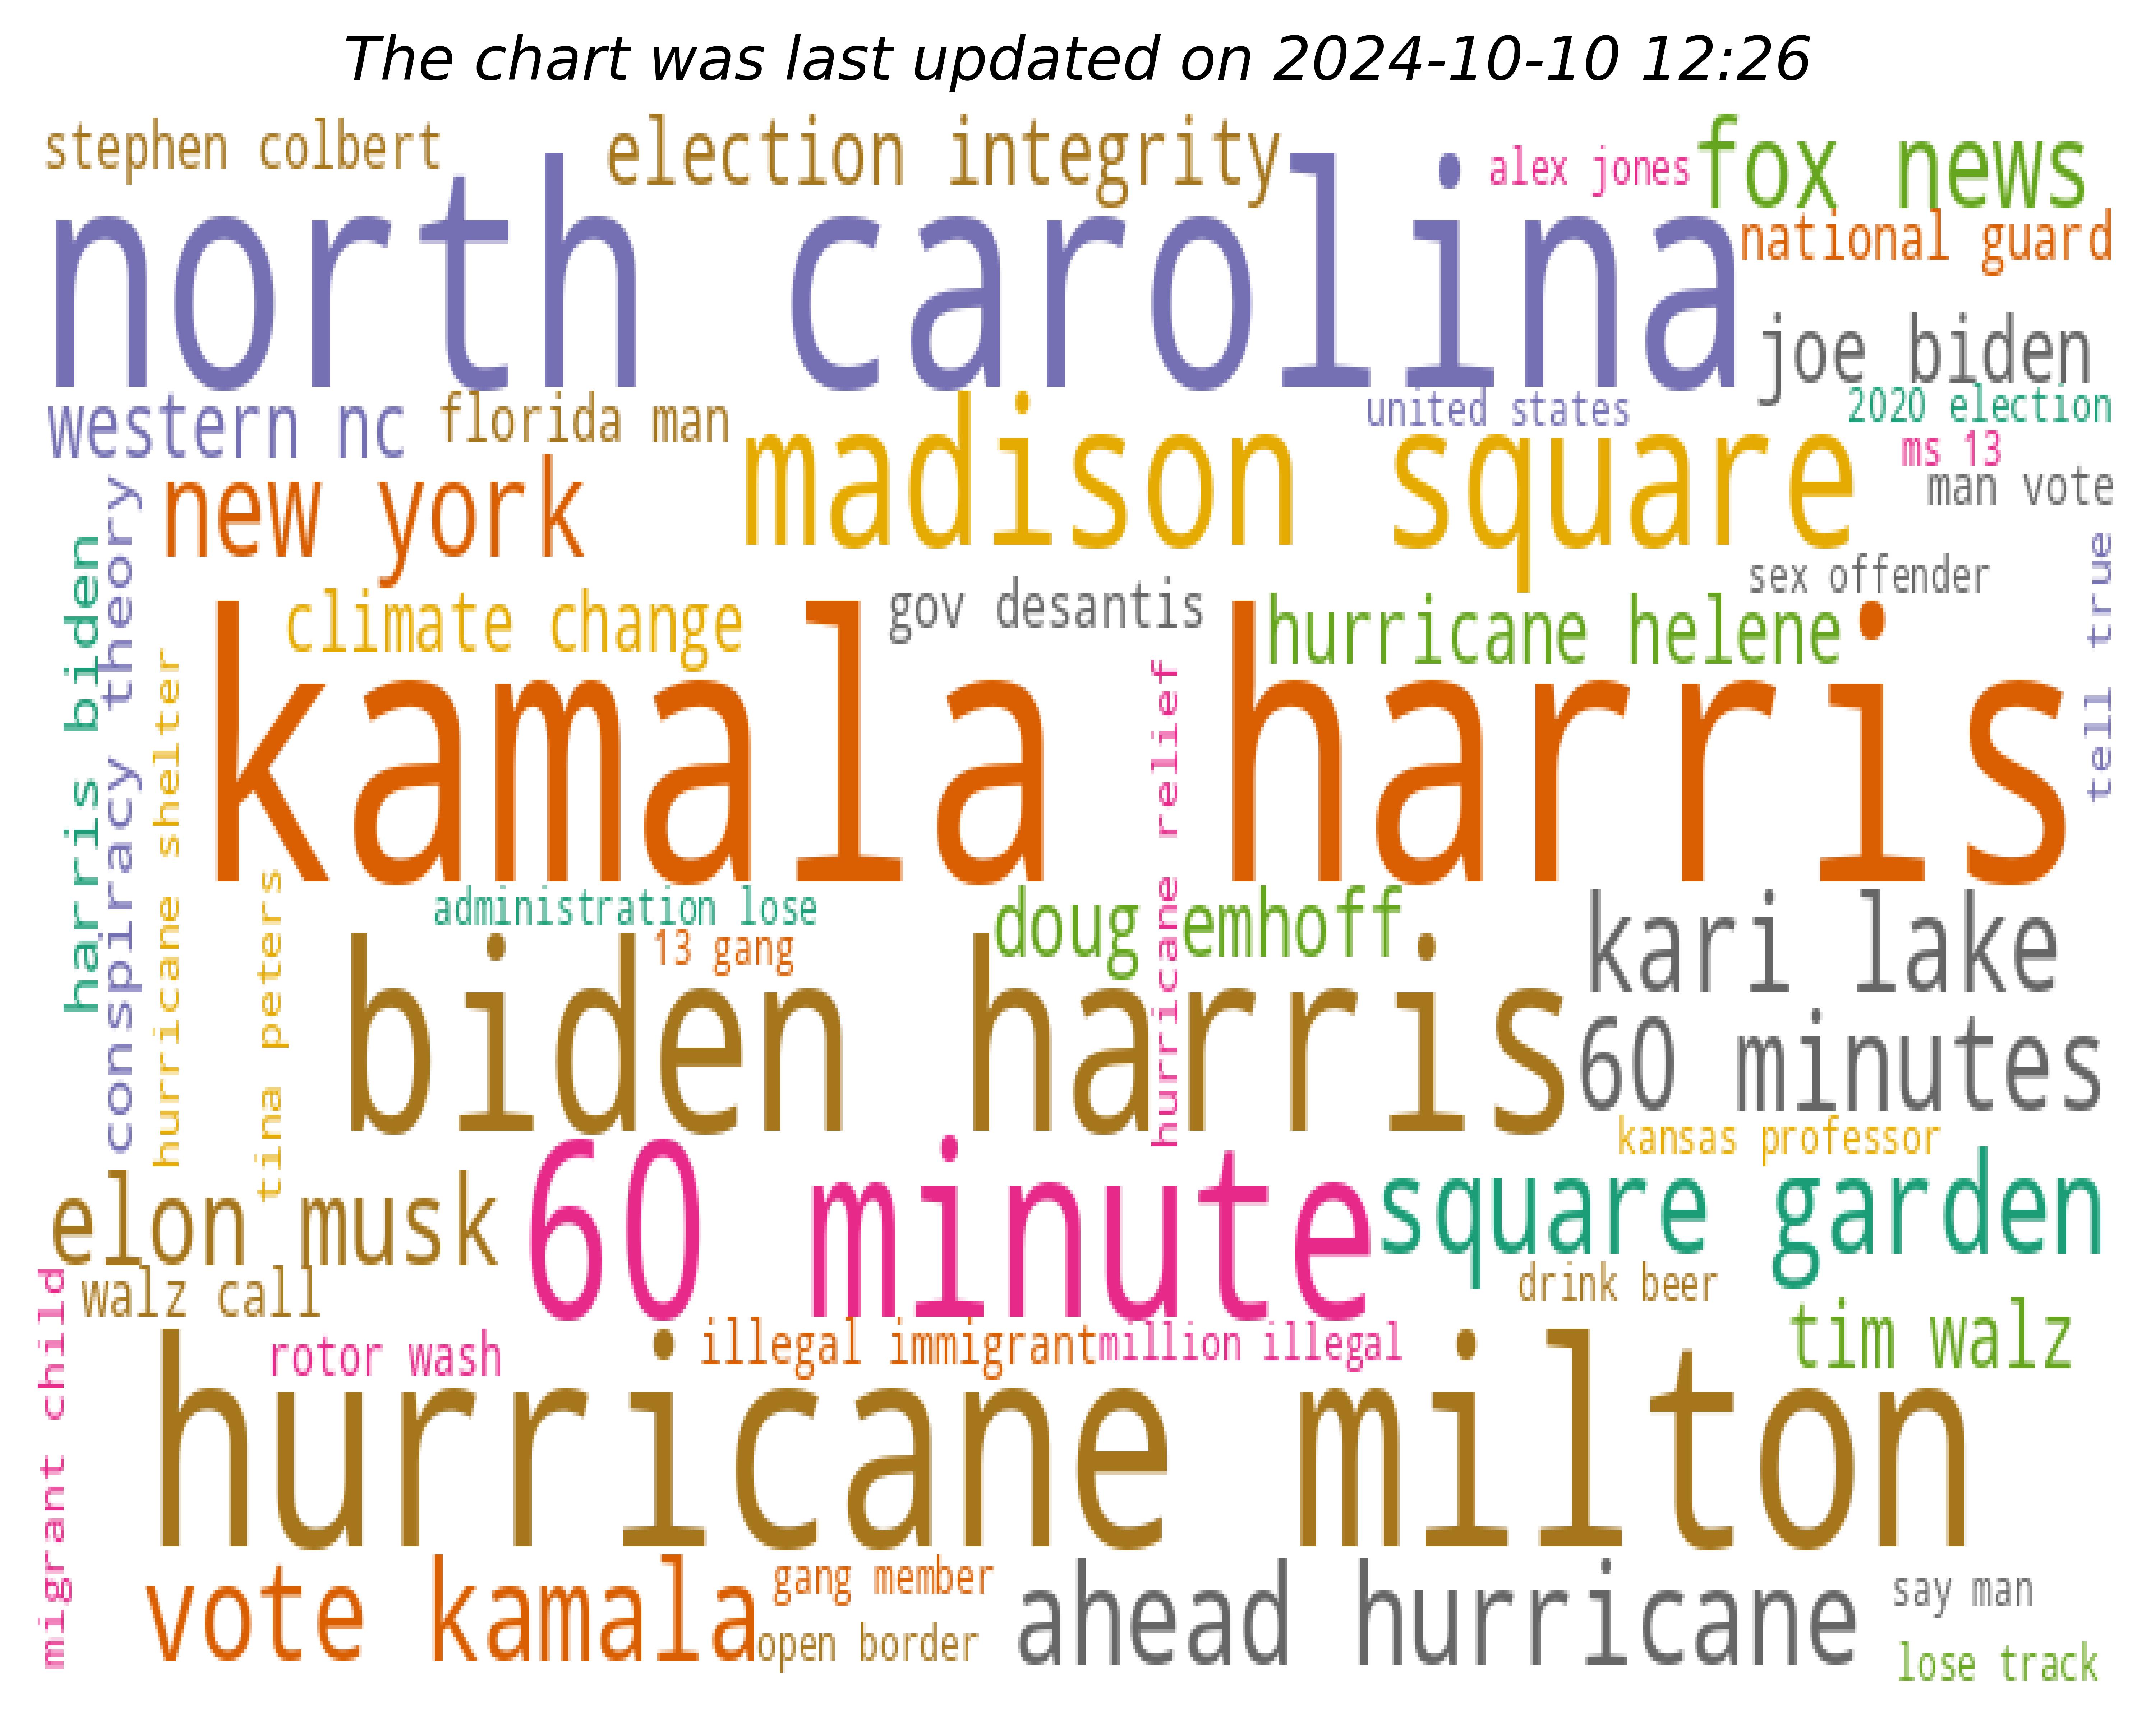 The chart was last updated on 2024-10-10 12:26
stephen colbert
election integrity
alex jones
fox news
north carolina
national guard
joe biden
western nc
florida man
united states
2020 election
madison square
ms 13
man vote
new york
conspiracy theory
harris biden
tell true
sex offender
climate change
gov desantis
hurricane helene
hurricane shelter
hurricane relief
kamala harris
tina peters
administration lose
13 gang
doug emhoff
kari lake
biden harris
60 minutes
kansas professor
elon musk
60 minute
square garden
walz call
drink beer
migrant child
rotor wash
illegal immigrant
million illegal
tim walz
hurricane milton
vote kamala
gang member
open border
ahead hurricane
say man
lose track